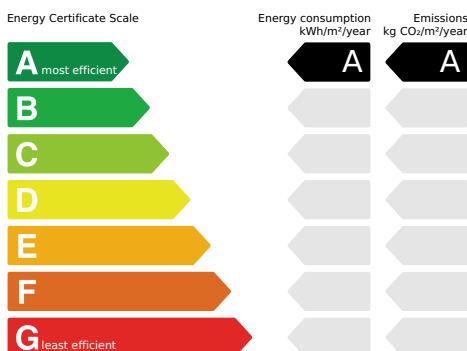 Energy Certificate Scale
Energy consumption
kWh/m²/year
Emissions
kg CO₂/m²/year
A most efficient
A
A
B
C
D
E
F
G least efficient